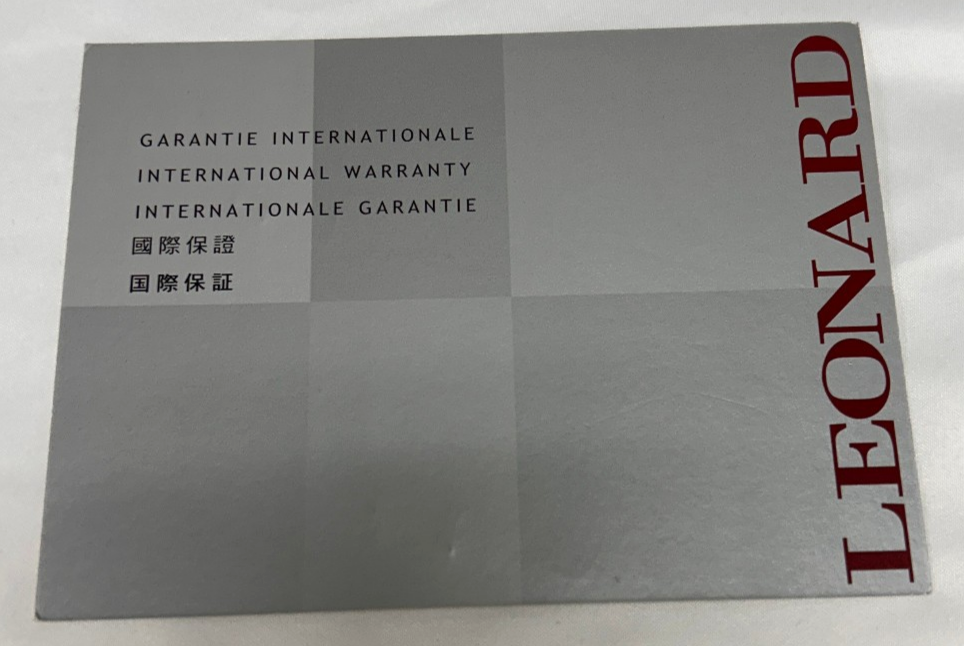 GARANTIE INTERNATIONALE
INTERNATIONAL WARRANTY
INTERNATIONALE GARANTIE
國際保證
国際保証
LEONARD